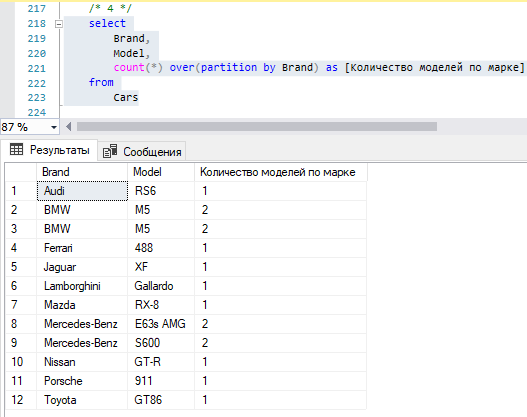 217 /* 4 */
218 select
219 Brand,
220 Model,
221 count(*) over(partition by Brand) as [Количество моделей по марке]
222 from
223 Cars
224
87 %
Результаты Сообщения
Brand Model Количество моделей по марке
1 Audi RS6 1
2 BMW M5 2
3 BMW M5 2
4 Ferrari 488 1
5 Jaguar XF 1
6 Lamborghini Gallardo 1
7 Mazda RX-8 1
8 Mercedes-Benz E63s AMG 2
9 Mercedes-Benz S600 2
10 Nissan GT-R 1
11 Porsche 911 1
12 Toyota GT86 1